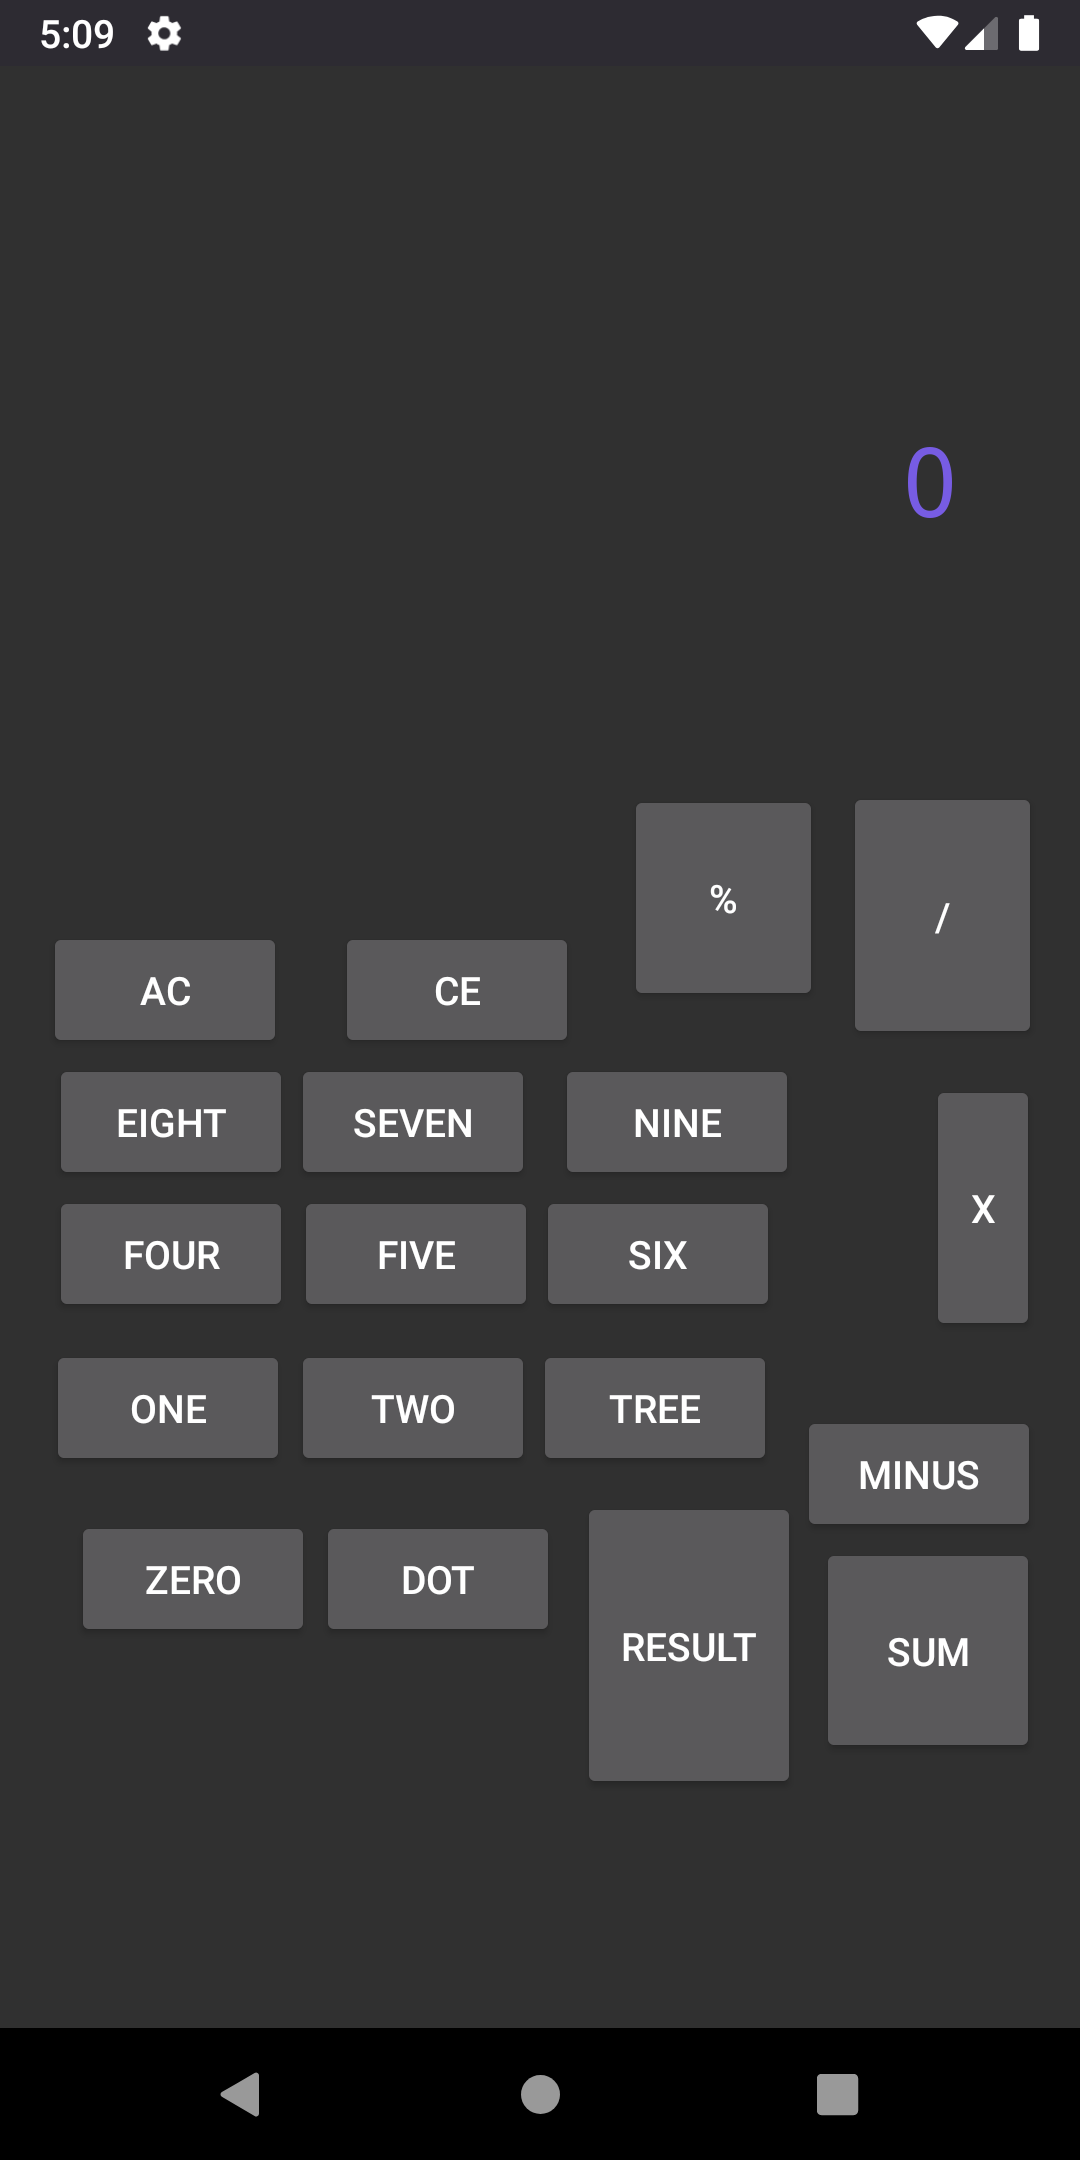 5:09
0
%
/
AC
CE
EIGHT
SEVEN
NINE
X
FOUR
FIVE
SIX
ONE
TWO
TREE
MINUS
ZERO
DOT
RESULT
SUM